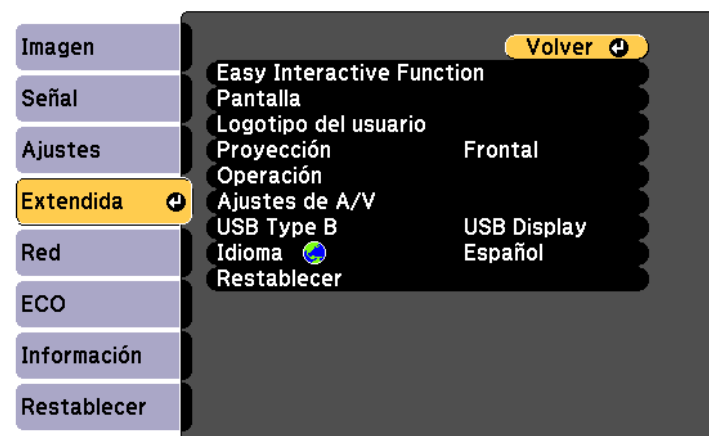 Imagen
Señal
Ajustes
Extendida
Red
ECO
Información
Restablecer
Volver
Easy Interactive Function
Pantalla
Logotipo del usuario
Proyección Frontal
Operación
Ajustes de A/V
USB Type B USB Display
Idioma Español
Restablecer